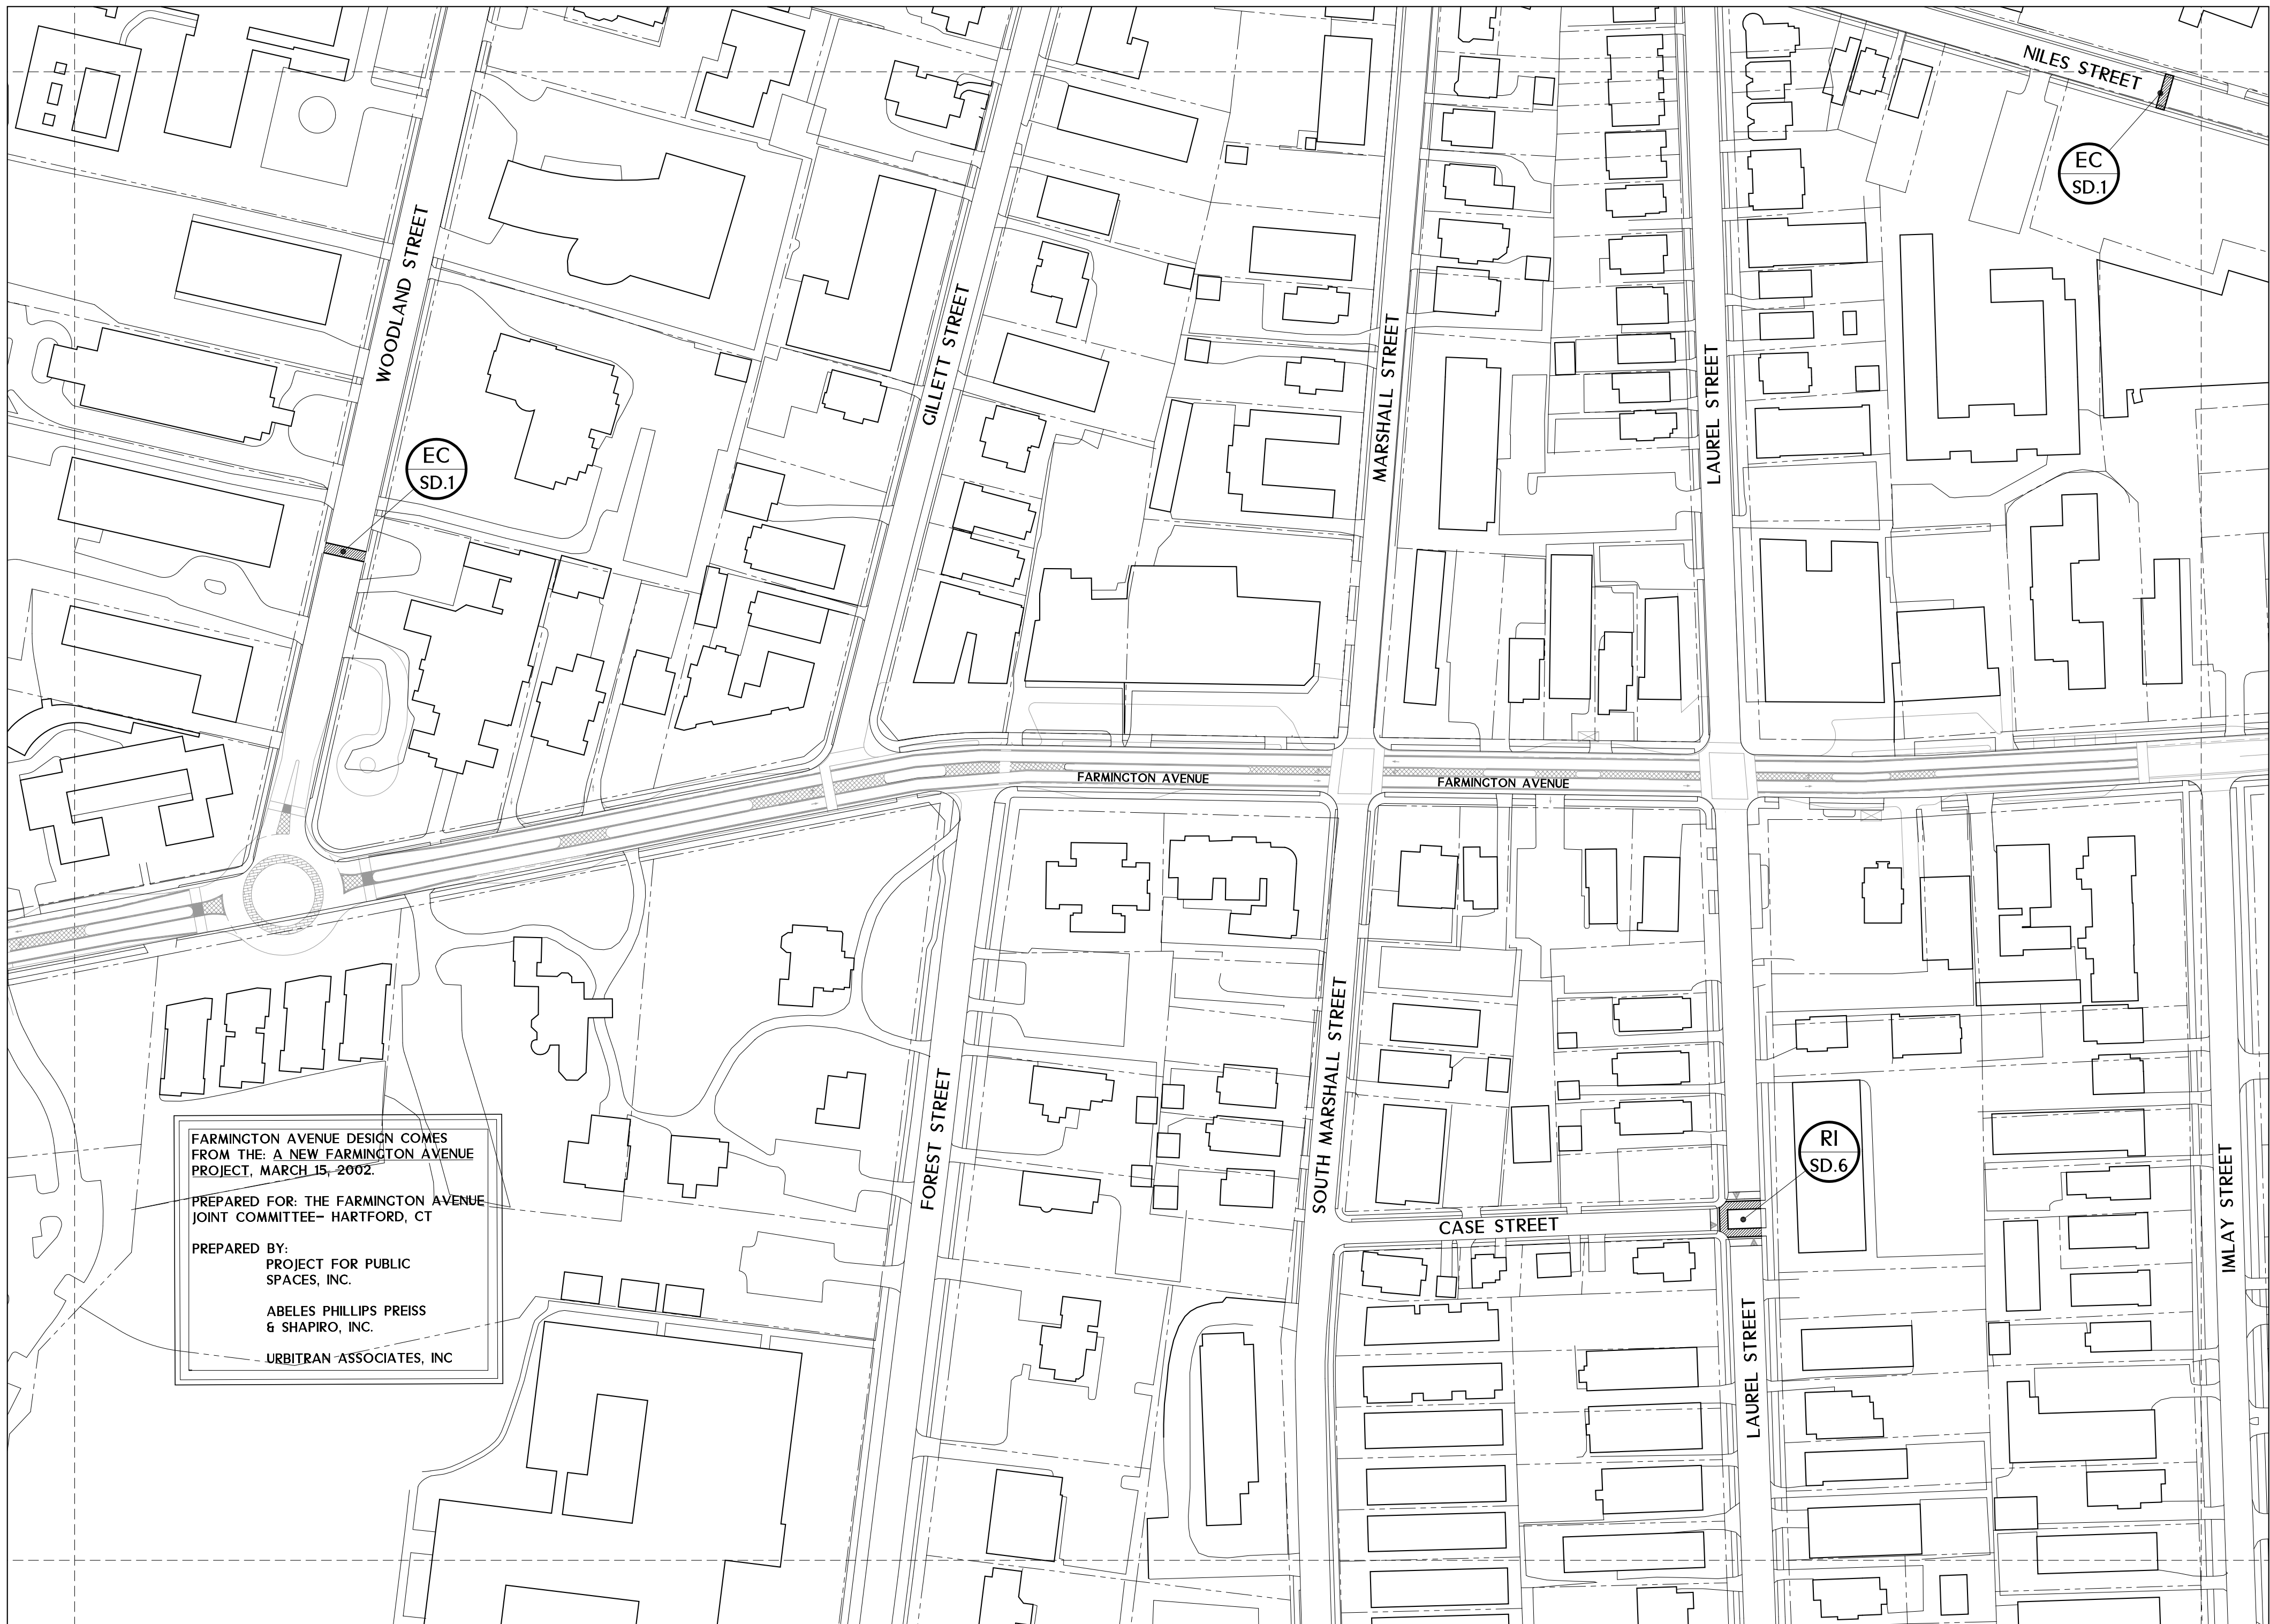 NILES STREET
EC
SD.1
WOODLAND STREET
GILLETT STREET
MARSHALL STREET
LAUREL STREET
EC
SD.1
FARMINGTON AVENUE
FARMINGTON AVENUE
FOREST STREET
SOUTH MARSHALL STREET
RI
SD.6
CASE STREET
IMLAY STREET
LAUREL STREET
FARMINGTON AVENUE DESIGN COMES
FROM THE: A NEW FARMINGTON AVENUE
PROJECT, MARCH 15, 2002.
PREPARED FOR: THE FARMINGTON AVENUE
JOINT COMMITTEE- HARTFORD, CT
PREPARED BY:
PROJECT FOR PUBLIC
SPACES, INC.
ABELES PHILLIPS PREISS
& SHAPIRO, INC.
URBITRAN ASSOCIATES, INC